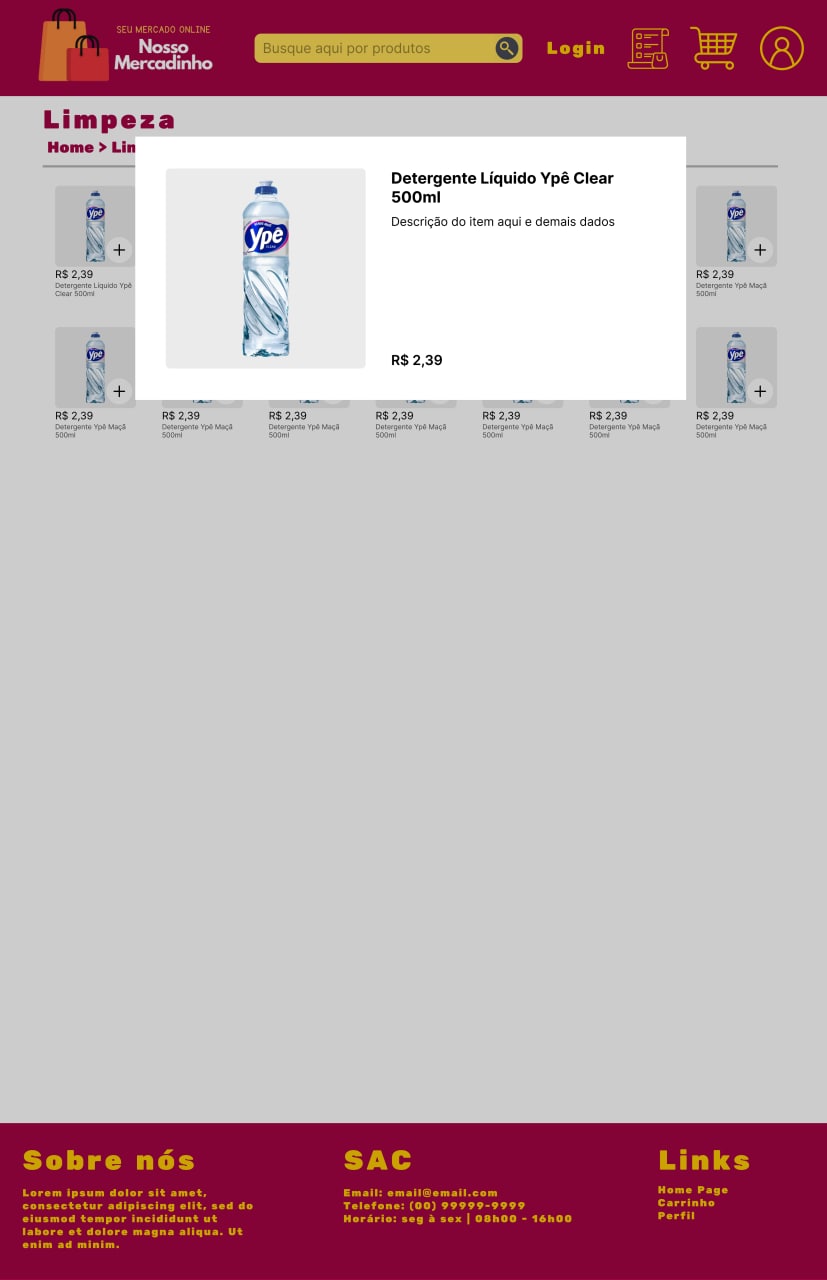 SEU MERCADO ONLINE
Nosso
Mercadinho
Busque aqui por produtos
Login
Limpeza
Home > Lim
Detergente Líquido Ypê Clear
500ml
Descrição do item aqui e demais dados
R$ 2,39
Ypê
CLEAR
Ypê
R$ 2,39
Detergente Líquido Ypê
Clear 500ml
Ypê
R$ 2,39
Detergente Ypê Maçã
500ml
Ypê
R$ 2,39
Detergente Ypê Maçã
500ml
R$ 2,39
Detergente Ypê Maçã
500ml
R$ 2,39
Detergente Ypê Maçã
500ml
R$ 2,39
Detergente Ypê Maçã
500ml
R$ 2,39
Detergente Ypê Maçã
500ml
R$ 2,39
Detergente Ypê Maçã
500ml
Ypê
R$ 2,39
Detergente Ypê Maçã
500ml
Sobre nós
Lorem ipsum dolor sit amet,
consectetur adipiscing elit, sed do
eiusmod tempor incididunt ut
labore et dolore magna aliqua. Ut
enim ad minim.
SAC
Email: email@email.com
Telefone: (00) 99999-9999
Horário: seg à sex | 08h00 - 16h00
Links
Home Page
Carrinho
Perfil